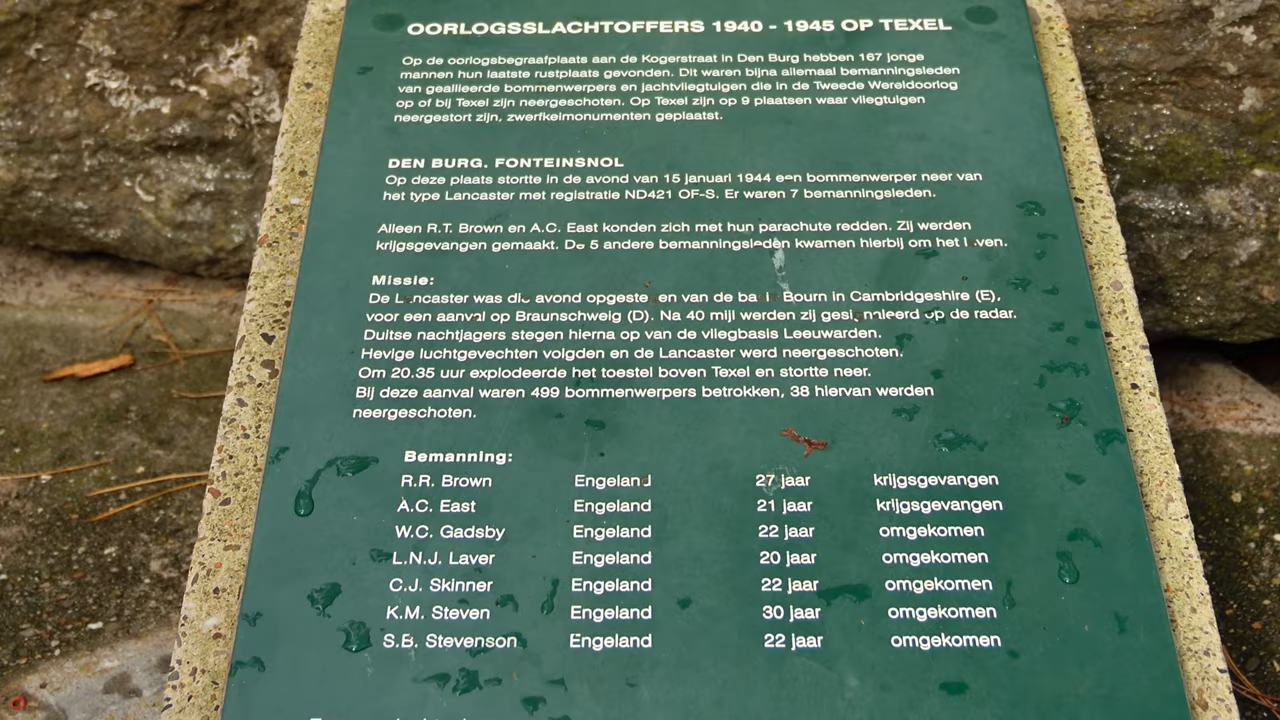 OORLOGSSLACHTOFFERS 1940 - 1945 OP TEXEL
Op de oorlogsbegraafplaats aan de Kogerstraat in Den Burg hebben 167 jonge
mannen hun laatste rustplaats gevonden. Dit waren bijna allemaal bemanningsleden
van geallieerde bommenwerpers en jachtvliegtuigen die in de Tweede Wereldoorlog
op of bij Texel zijn neergeschoten. Op Texel zijn op 9 plaatsen waar vliegtuigen
neergestort zijn, zwerfkeimonumenten geplaatst.
DEN BURG. FONTEINSNOL
Op deze plaats stortte in de avond van 15 januari 1944 een bommenwerper neer van
het type Lancaster met registratie ND421 OF-S. Er waren 7 bemanningsleden.
Alleen R.T. Brown en A.C. East konden zich met hun parachute redden. Zij werden
krijgsgevangen gemaakt. De 5 andere bemanningsleden kwamen hierbij om het leven.
Missie:
De Lancaster was die avond opgestegen van de basis Bourn in Cambridgeshire (E),
voor een aanval op Braunschweig (D). Na 40 mijl werden zij gesignaleerd op de radar.
Duitse nachtjagers stegen hierna op van de vliegbasis Leeuwarden.
Hevige luchtgevechten volgden en de Lancaster werd neergeschoten.
Om 20.35 uur explodeerde het toestel boven Texel en stortte neer.
Bij deze aanval waren 499 bommenwerpers betrokken, 38 hiervan werden
neergeschoten.
Bemanning:
R.R. Brown Engeland 27 jaar krijgsgevangen
A.C. East Engeland 21 jaar krijgsgevangen
W.C. Gadsby Engeland 22 jaar omgekomen
L.N.J. Laver Engeland 20 jaar omgekomen
C.J. Skinner Engeland 22 jaar omgekomen
K.M. Steven Engeland 30 jaar omgekomen
S.B. Stevenson Engeland 22 jaar omgekomen